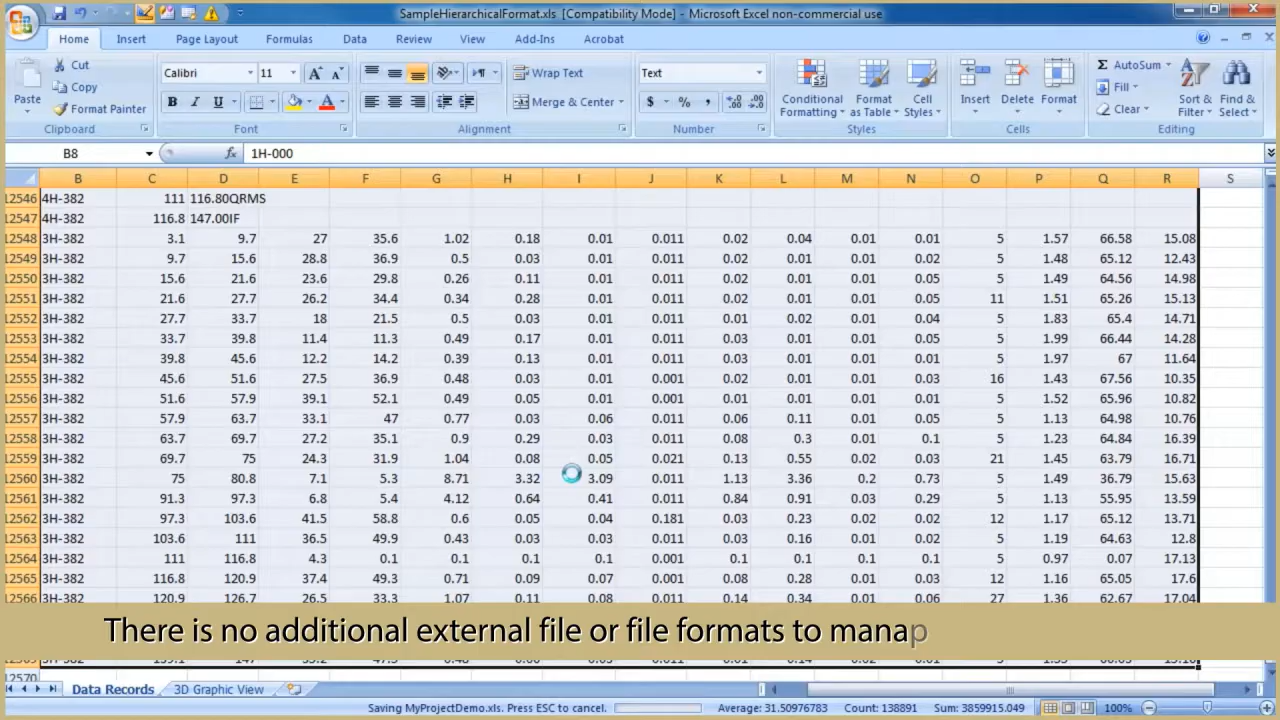 SampleHierarchicalFormat.xls [Compatibility Mode] - Microsoft Excel non-commercial use
Home Insert Page Layout Formulas Data Review View Add-Ins Acrobat
Paste Cut Copy Format Painter Clipboard
Calibri 11 B I U A A A Font
Wrap Text Merge & Center Alignment
Text $ % , .0 .00 .00 .0 Number
Conditional Formatting Format as Table Cell Styles Styles
Insert Delete Format Cells
Σ AutoSum Fill Clear Sort & Filter Find & Select Editing
B8 fx 1H-000
B C D E F G H I J K L M N O P Q R S
12546 4H-382 111 116.80QRMS
12547 4H-382 116.8 147.00IF
12548 3H-382 3.1 9.7 27 35.6 1.02 0.18 0.01 0.011 0.02 0.04 0.01 0.01 5 1.57 66.58 15.08
12549 3H-382 9.7 15.6 28.8 36.9 0.5 0.03 0.01 0.011 0.02 0.01 0.01 0.02 5 1.48 65.12 12.43
12550 3H-382 15.6 21.6 23.6 29.8 0.26 0.11 0.01 0.011 0.02 0.01 0.01 0.05 5 1.49 64.56 14.98
12551 3H-382 21.6 27.7 26.2 34.4 0.34 0.28 0.01 0.011 0.02 0.01 0.01 0.05 11 1.51 65.26 15.13
12552 3H-382 27.7 33.7 18 21.5 0.5 0.03 0.01 0.011 0.01 0.02 0.01 0.04 5 1.83 65.4 14.71
12553 3H-382 33.7 39.8 11.4 11.3 0.49 0.17 0.01 0.011 0.03 0.01 0.01 0.01 5 1.99 66.44 14.28
12554 3H-382 39.8 45.6 12.2 14.2 0.39 0.13 0.01 0.011 0.03 0.01 0.01 0.01 5 1.97 67 11.64
12555 3H-382 45.6 51.6 27.5 36.9 0.48 0.03 0.01 0.001 0.02 0.01 0.01 0.03 16 1.43 67.56 10.35
12556 3H-382 51.6 57.9 39.1 52.1 0.49 0.05 0.01 0.001 0.02 0.01 0.01 0.01 5 1.52 65.96 10.82
12557 3H-382 57.9 63.7 33.1 47 0.77 0.03 0.06 0.011 0.06 0.11 0.01 0.05 5 1.13 64.98 10.76
12558 3H-382 63.7 69.7 27.2 35.1 0.9 0.29 0.03 0.011 0.08 0.3 0.01 0.1 5 1.23 64.84 16.39
12559 3H-382 69.7 75 24.3 31.9 1.04 0.08 0.05 0.021 0.13 0.55 0.02 0.03 21 1.45 63.79 16.71
12560 3H-382 75 80.8 7.1 5.3 8.71 3.32 3.09 0.011 1.13 3.36 0.2 0.73 5 1.49 36.79 15.63
12561 3H-382 91.3 97.3 6.8 5.4 4.12 0.64 0.41 0.011 0.84 0.91 0.03 0.29 5 1.13 55.95 13.59
12562 3H-382 97.3 103.6 41.5 58.8 0.6 0.05 0.04 0.181 0.03 0.23 0.02 0.02 12 1.17 65.12 13.71
12563 3H-382 103.6 111 36.5 49.9 0.43 0.03 0.03 0.011 0.03 0.16 0.01 0.02 5 1.19 64.63 12.8
12564 3H-382 111 116.8 4.3 0.1 0.1 0.1 0.1 0.001 0.1 0.1 0.1 0.1 5 0.97 0.07 17.13
12565 3H-382 116.8 120.9 37.4 49.3 0.71 0.09 0.07 0.001 0.08 0.28 0.01 0.03 12 1.16 65.05 17.6
12566 3H-382 120.9 126.7 26.5 33.3 1.07 0.11 0.08 0.011 0.14 0.34 0.01 0.06 27 1.36 62.67 17.04
There is no additional external file or file formats to manap
12570
Data Records 3D Graphic View
Saving MyProjectDemo.xls. Press ESC to cancel. Average: 31.50976783 Count: 138891 Sum: 3859915.049 100%